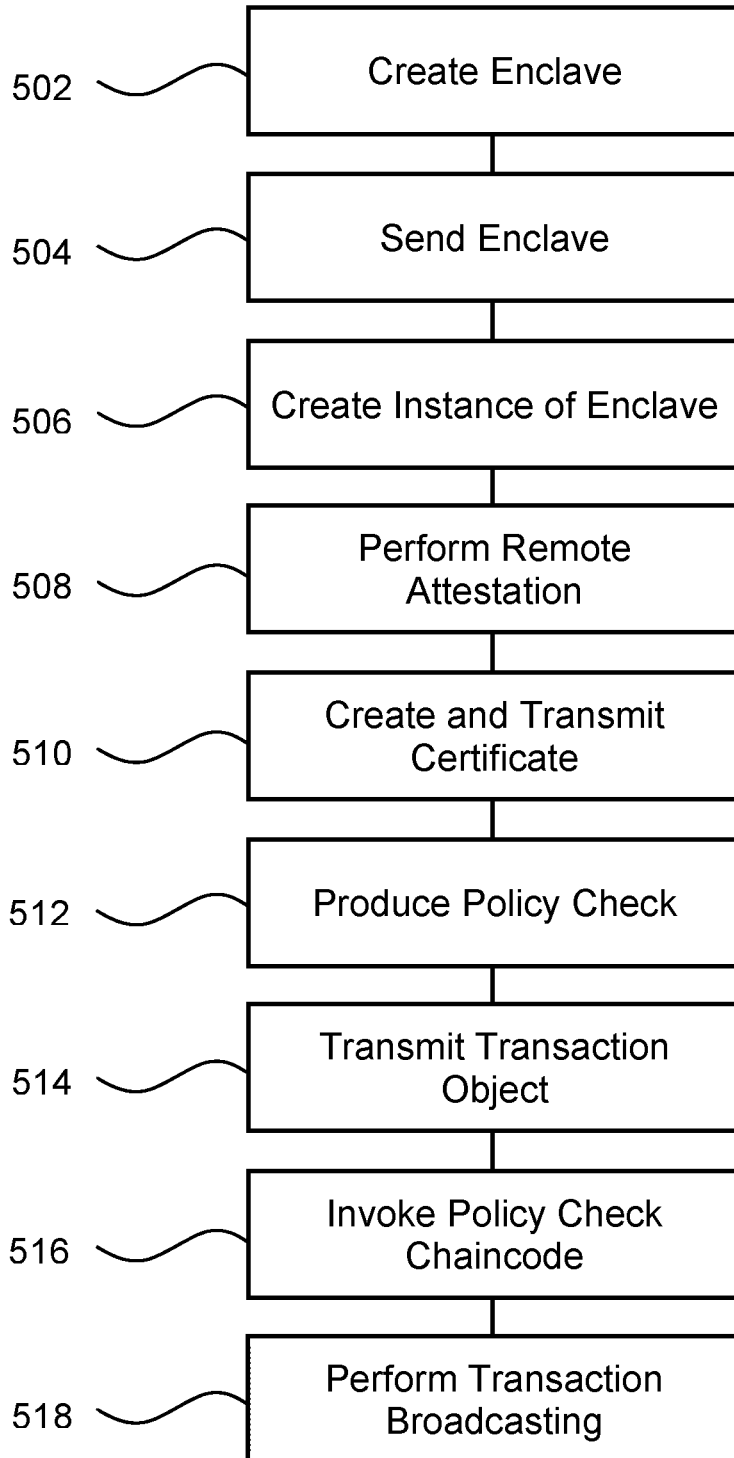 502
Create Enclave
504
Send Enclave
506
Create Instance of Enclave
508
Perform Remote
Attestation
510
Create and Transmit
Certificate
512
Produce Policy Check
514
Transmit Transaction
Object
516
Invoke Policy Check
Chaincode
518
Perform Transaction
Broadcasting